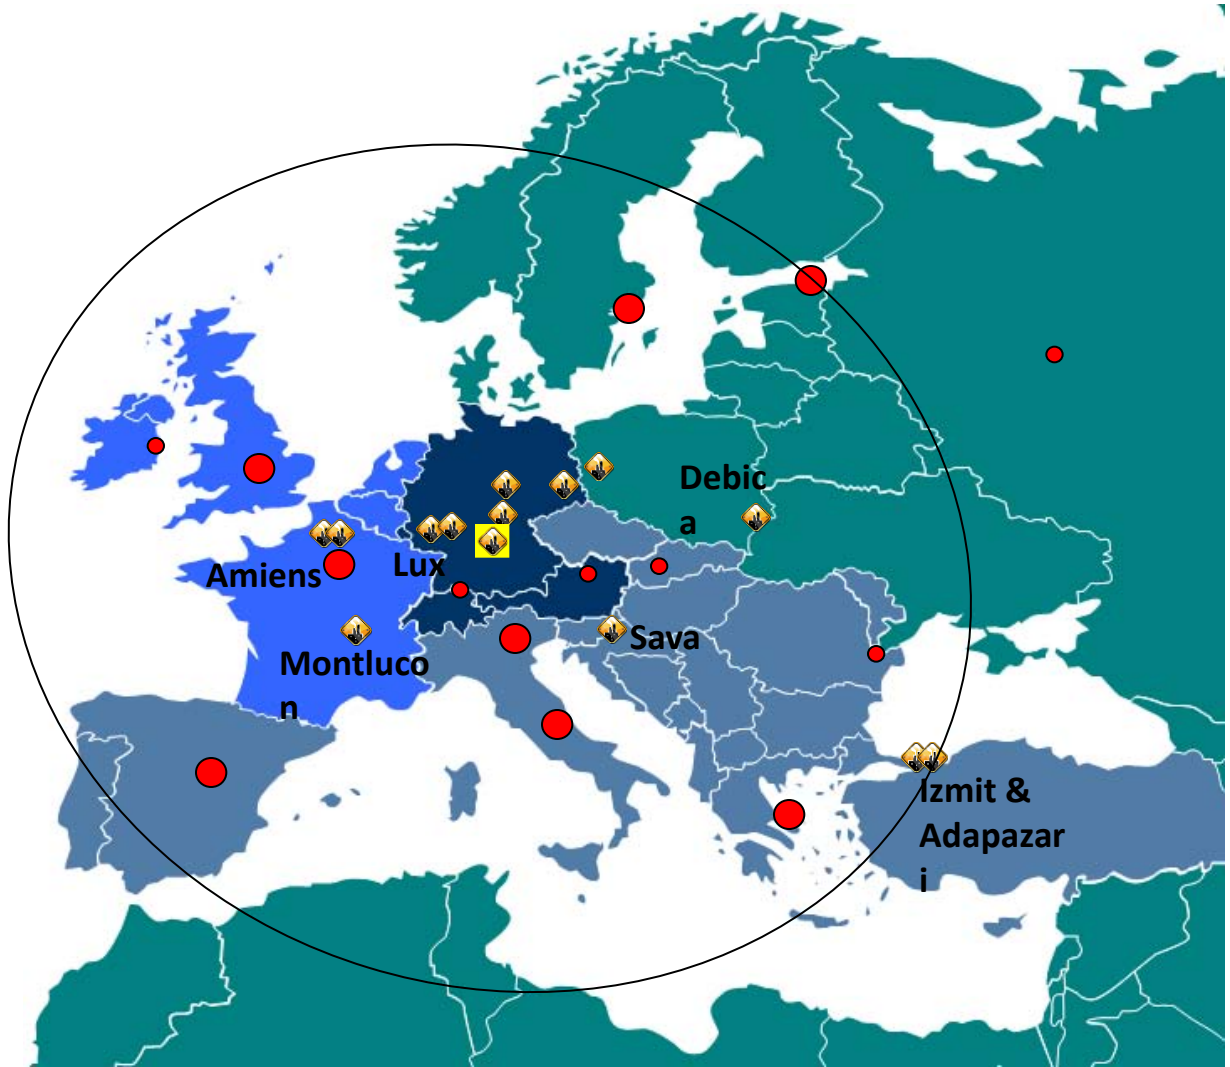 Debic
a
Lux
Amiens
Sava
Montluco
n
Izmit &
Adapazar
i